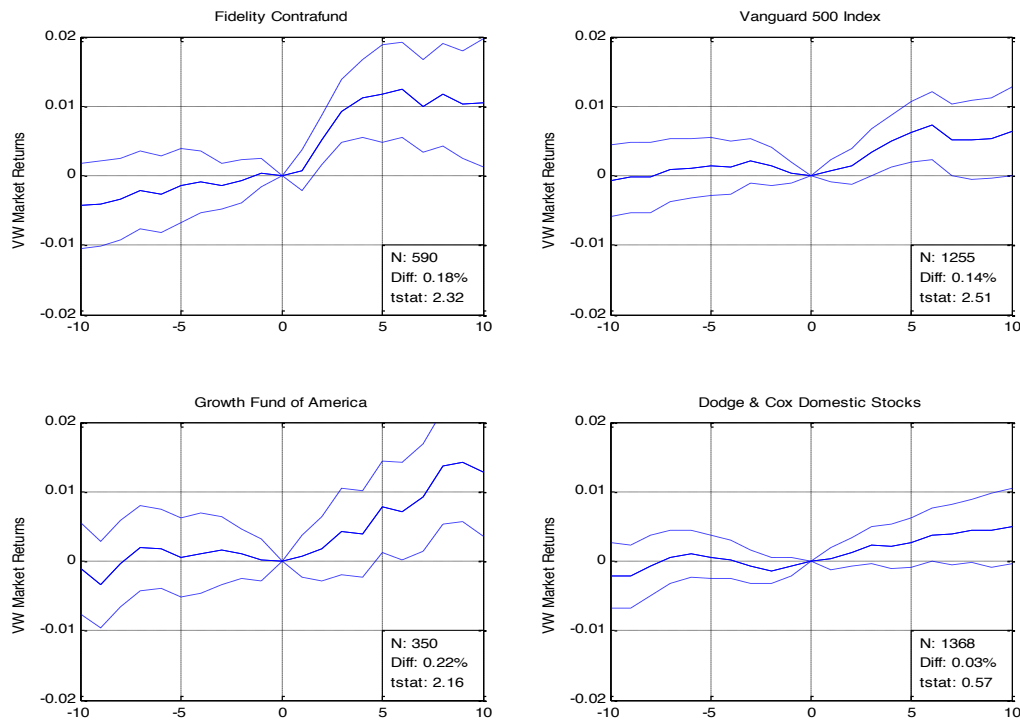 Fidelity Contrafund
VW Market Returns
0.02
0.01
0
-0.01
-0.02
-10
-5
0
5
10
N: 590
Diff: 0.18%
tstat: 2.32
Vanguard 500 Index
VW Market Returns
0.02
0.01
0
-0.01
-0.02
-10
-5
0
5
10
N: 1255
Diff: 0.14%
tstat: 2.51
Growth Fund of America
VW Market Returns
0.02
0.01
0
-0.01
-0.02
-10
-5
0
5
10
N: 350
Diff: 0.22%
tstat: 2.16
Dodge & Cox Domestic Stocks
VW Market Returns
0.02
0.01
0
-0.01
-0.02
-10
-5
0
5
10
N: 1368
Diff: 0.03%
tstat: 0.57